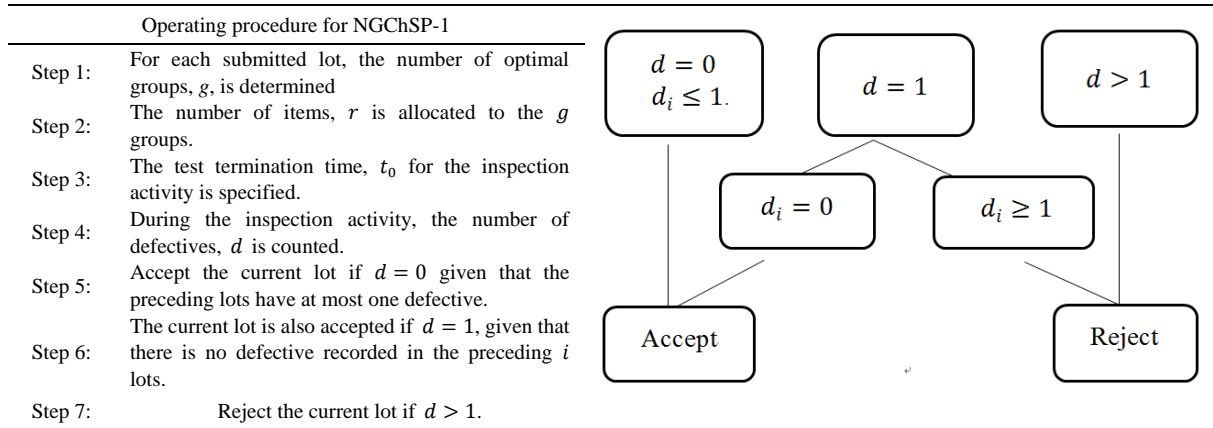 Operating procedure for NGChSP-1
Step 1:
For each submitted lot, the number of optimal
groups, g, is determined
Step 2:
The number of items, r is allocated to the g
groups.
Step 3:
The test termination time, t₀ for the inspection
activity is specified.
Step 4:
During the inspection activity, the number of
defectives, d is counted.
Step 5:
Accept the current lot if d = 0 given that the
preceding lots have at most one defective.
Step 6:
The current lot is also accepted if d = 1, given that
there is no defective recorded in the preceding i
lots.
Step 7:
Reject the current lot if d > 1.
d = 0
dᵢ ≤ 1.
d = 1
d > 1
dᵢ = 0
dᵢ ≥ 1
Accept
Reject